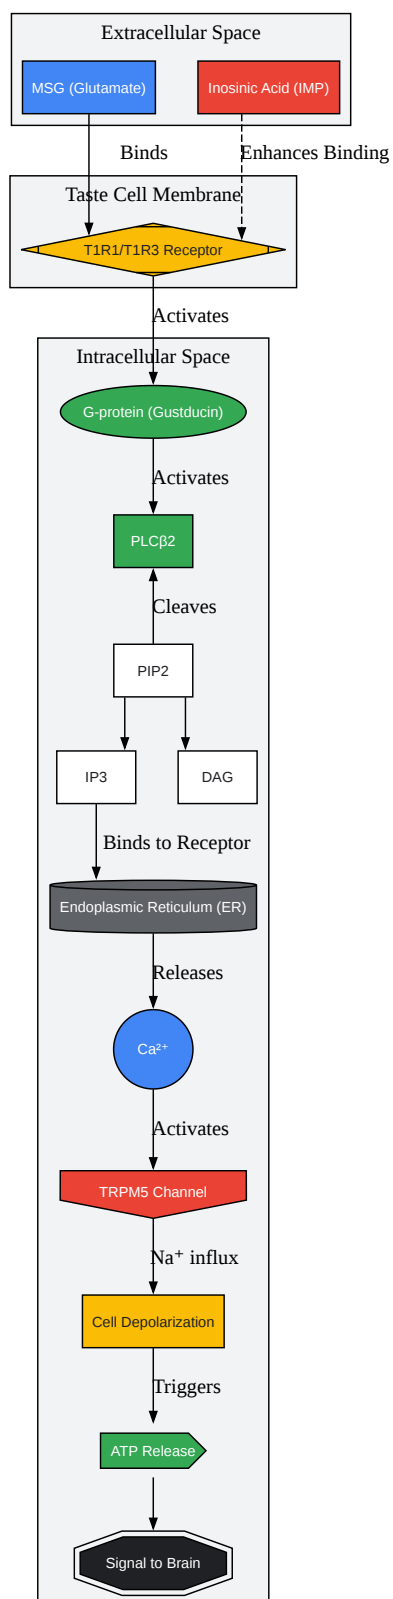 Extracellular Space
MSG (Glutamate)
Inosinic Acid (IMP)
Binds
Enhances Binding
Taste Cell Membrane
T1R1/T1R3 Receptor
Activates
Intracellular Space
G-protein (Gustducin)
Activates
PLCβ2
Cleaves
PIP2
IP3
DAG
Binds to Receptor
Endoplasmic Reticulum (ER)
Releases
Ca²⁺
Activates
TRPM5 Channel
Na⁺ influx
Cell Depolarization
Triggers
ATP Release
Signal to Brain